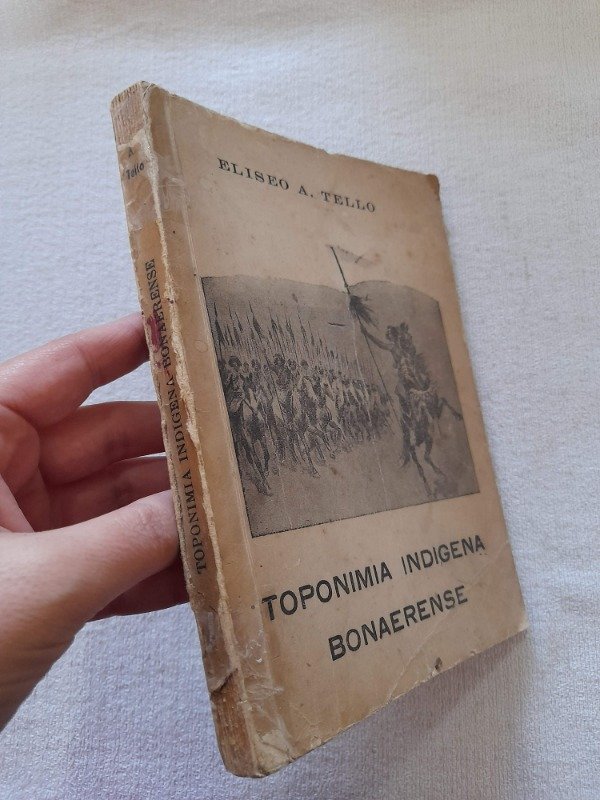 ELISEO A. TELLO
TOPONIMIA INDIGENA
BONAERENSE
A.
Tello
TOPONIMIA INDIGENA BONAERENSE